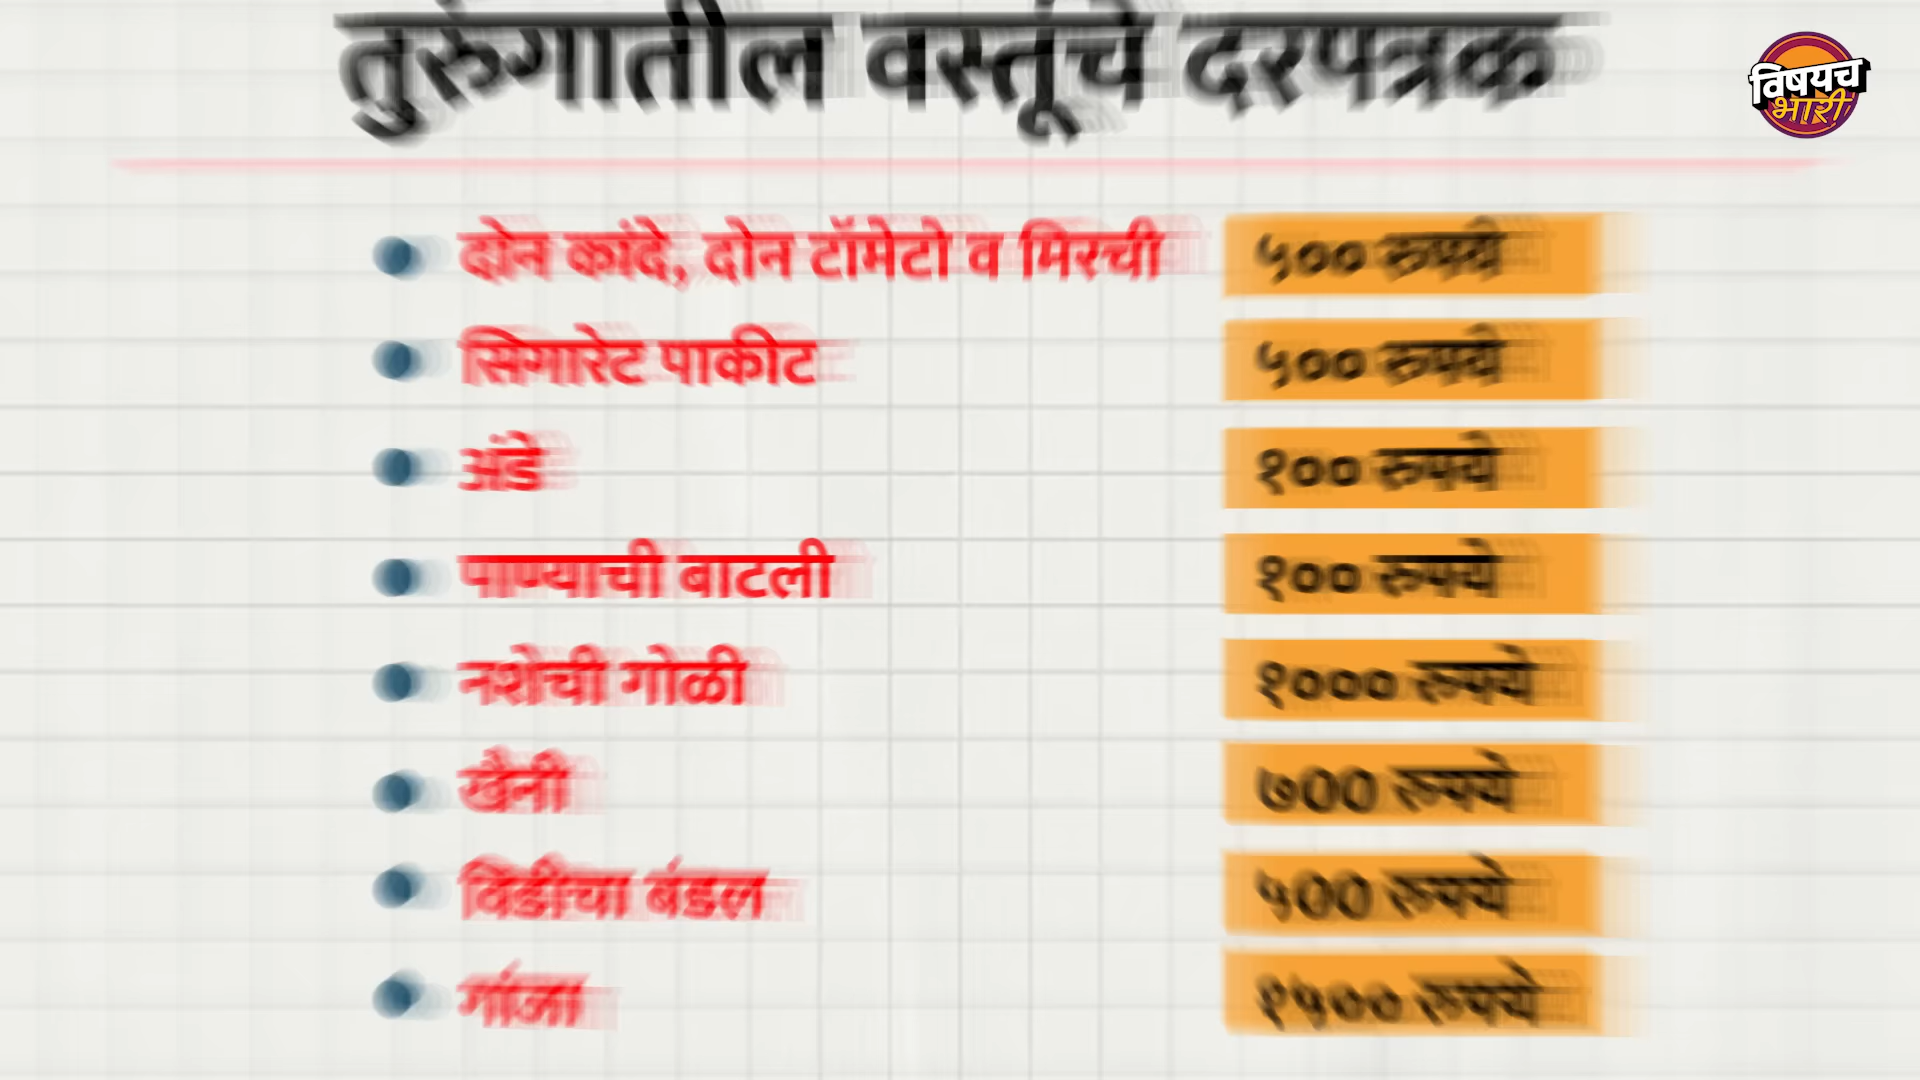 तुरुंगातील वस्तूंचे दरपत्रक
विषयच
भारी
दोन कांदे, दोन टॉमेटो व मिरची ५०० रुपये
सिगारेट पाकीट ५०० रुपये
अंडे १०० रुपये
पाण्याची बाटली १०० रुपये
नशेची गोळी १००० रुपये
खैनी ७०० रुपये
विडीचा बंडल ५०० रुपये
गांजा १५०० रुपये